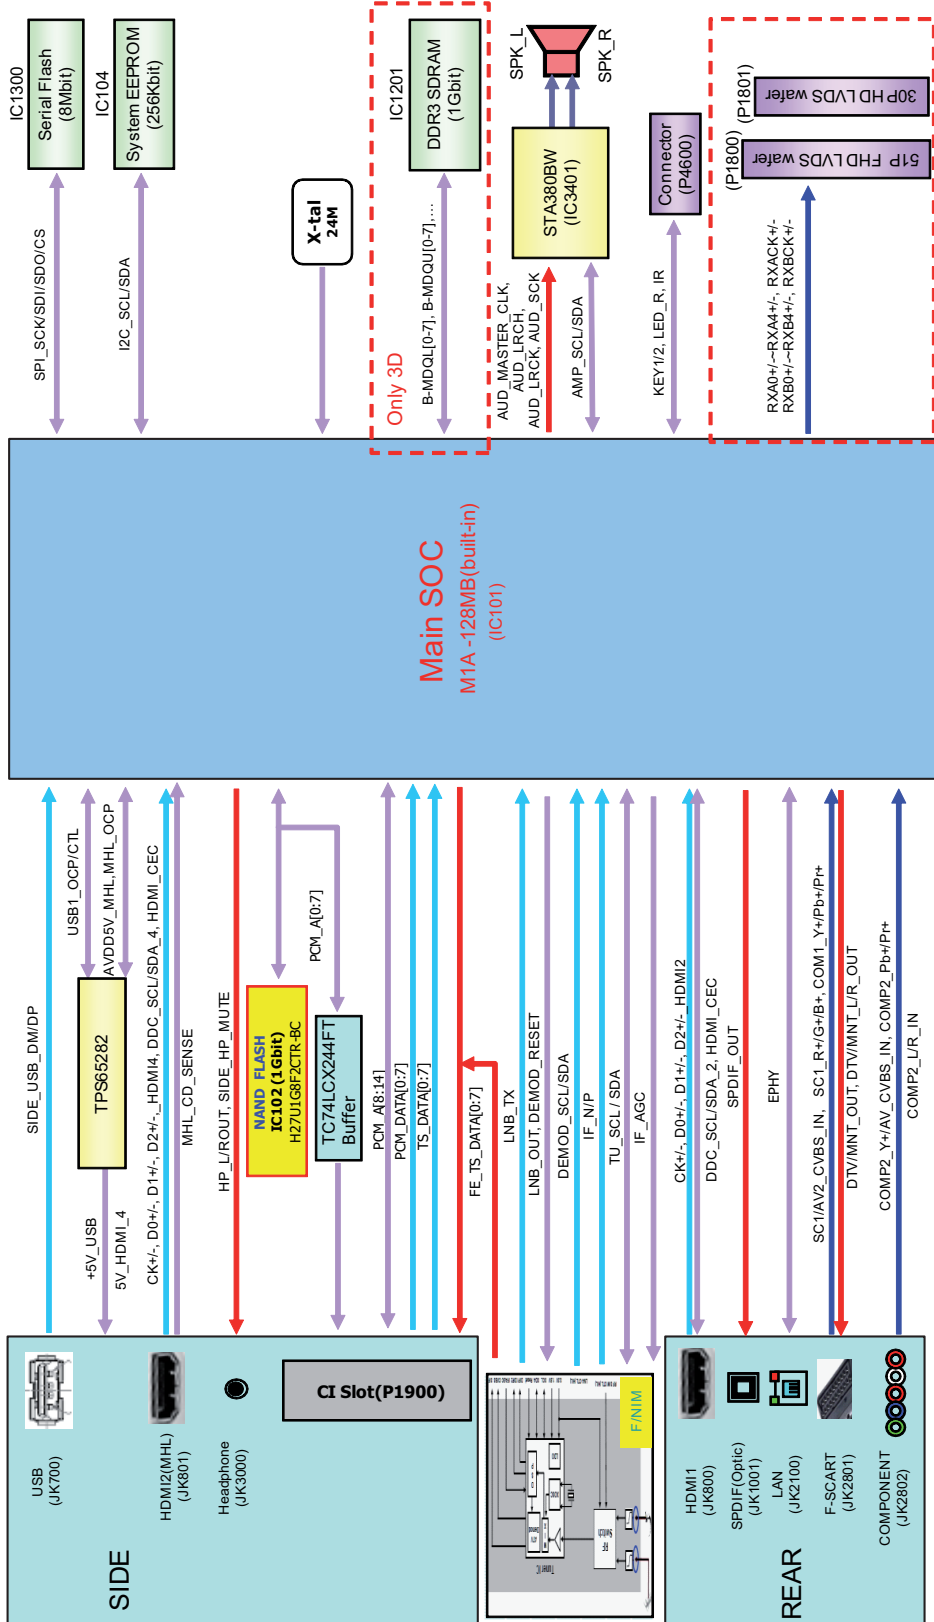 SIDE
USB
(JK700)
HDMI2(MHL)
(JK801)
Headphone
(JK3000)
CI Slot(P1900)
F/NIM
Tuner IC
RF
Switch
REAR
HDMI1
(JK800)
SPDIF(Optic)
(JK1001)
LAN
(JK2100)
F-SCART
(JK2801)
COMPONENT
(JK2802)
SIDE_USB_DM/DP
+5V_USB
5V_HDMI_4
TPS65282
USB1_OCP/CTL
AVDD5V_MHL,MHL_OCP
CK+/-, D0+/-, D1+/-, D2+/-_HDMI4, DDC_SCL/SDA_4, HDMI_CEC
MHL_CD_SENSE
HP_L/ROUT, SIDE_HP_MUTE
NAND FLASH
IC102 (1Gbit)
H27U1G8F2CTR-BC
TC74LCX244FT
Buffer
PCM_A[0:7]
PCM_A[8:14]
PCM_DATA[0:7]
TS_DATA[0:7]
FE_TS_DATA[0:7]
LNB_TX
LNB_OUT, DEMOD_RESET
DEMOD_SCL/SDA
IF_N/P
TU_SCL / SDA
IF_AGC
CK+/-, D0+/-, D1+/-, D2+/-_HDMI2
DDC_SCL/SDA_2, HDMI_CEC
SPDIF_OUT
EPHY
SC1/AV2_CVBS_IN, SC1_R+/G+/B+, COM1_Y+/Pb+/Pr+
DTV/MNT_OUT, DTV/MNT_L/R_OUT
COMP2_Y+/AV_CVBS_IN, COMP2_Pb+/Pr+
COMP2_L/R_IN
Main SOC
M1A -128MB(built-in)
(IC101)
SPI_SCK/SDI/SDO/CS
IC1300
Serial Flash
(8Mbit)
I2C_SCL/SDA
IC104
System EEPROM
(256Kbit)
X-tal
24M
Only 3D
B-MDQL[0-7], B-MDQU[0-7],...
IC1201
DDR3 SDRAM
(1Gbit)
AUD_MASTER_CLK,
AUD_LRCH,
AUD_LRCK, AUD_SCK
AMP_SCL/SDA
STA380BW
(IC3401)
SPK_L
SPK_R
KEY1/2, LED_R, IR
Connector
(P4600)
RXA0+/-~RXA4+/-, RXACK+/-
RXB0+/-~RXB4+/-, RXBCK+/-
(P1800)
51P FHD LVDS wafer
(P1801)
30P HD LVDS wafer